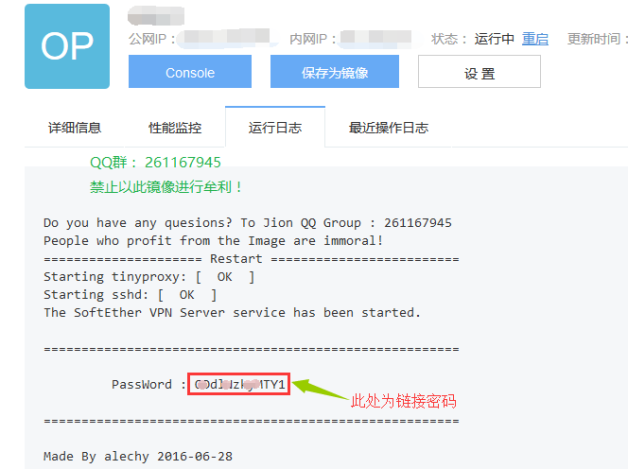 OP
公网IP： 内网IP： 状态： 运行中 重启 更新时间：
Console 保存为镜像 设 置
详细信息 性能监控 运行日志 最近操作日志
QQ群： 261167945
禁止以此镜像进行牟利！
Do you have any quesions? To Jion QQ Group : 261167945
People who profit from the Image are immoral!
===================== Restart =========================
Starting tinyproxy: [ OK ]
Starting sshd: [ OK ]
The SoftEther VPN Server service has been started.
=======================================================
PassWord :
此处为链接密码
=======================================================
Made By alechy 2016-06-28